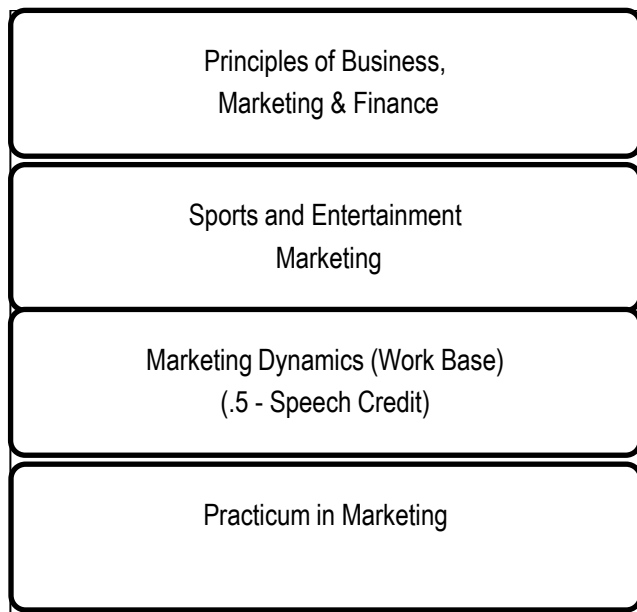 Principles of Business,
Marketing & Finance
Sports and Entertainment
Marketing
Marketing Dynamics (Work Base)
(.5 - Speech Credit)
Practicum in Marketing